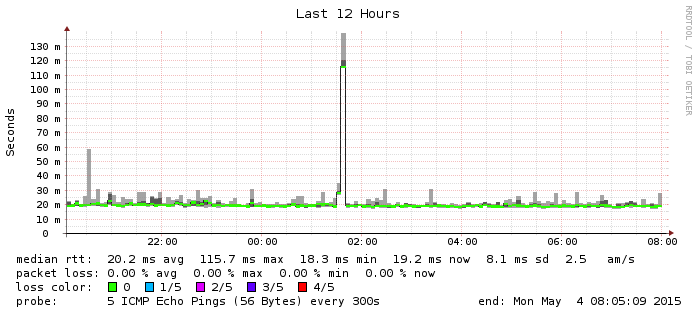 Last 12 Hours
RRDTOOL / TOBI OETIKER
Seconds
130 m
120 m
110 m
100 m
90 m
80 m
70 m
60 m
50 m
40 m
30 m
20 m
10 m
0
22:00 00:00 02:00 04:00 06:00 08:00
median rtt: 20.2 ms avg 115.7 ms max 18.3 ms min 19.2 ms now 8.1 ms sd 2.5 am/s
packet loss: 0.00 % avg 0.00 % max 0.00 % min 0.00 % now
loss color: 0 1/5 2/5 3/5 4/5
probe: 5 ICMP Echo Pings (56 Bytes) every 300s end: Mon May 4 08:05:09 2015